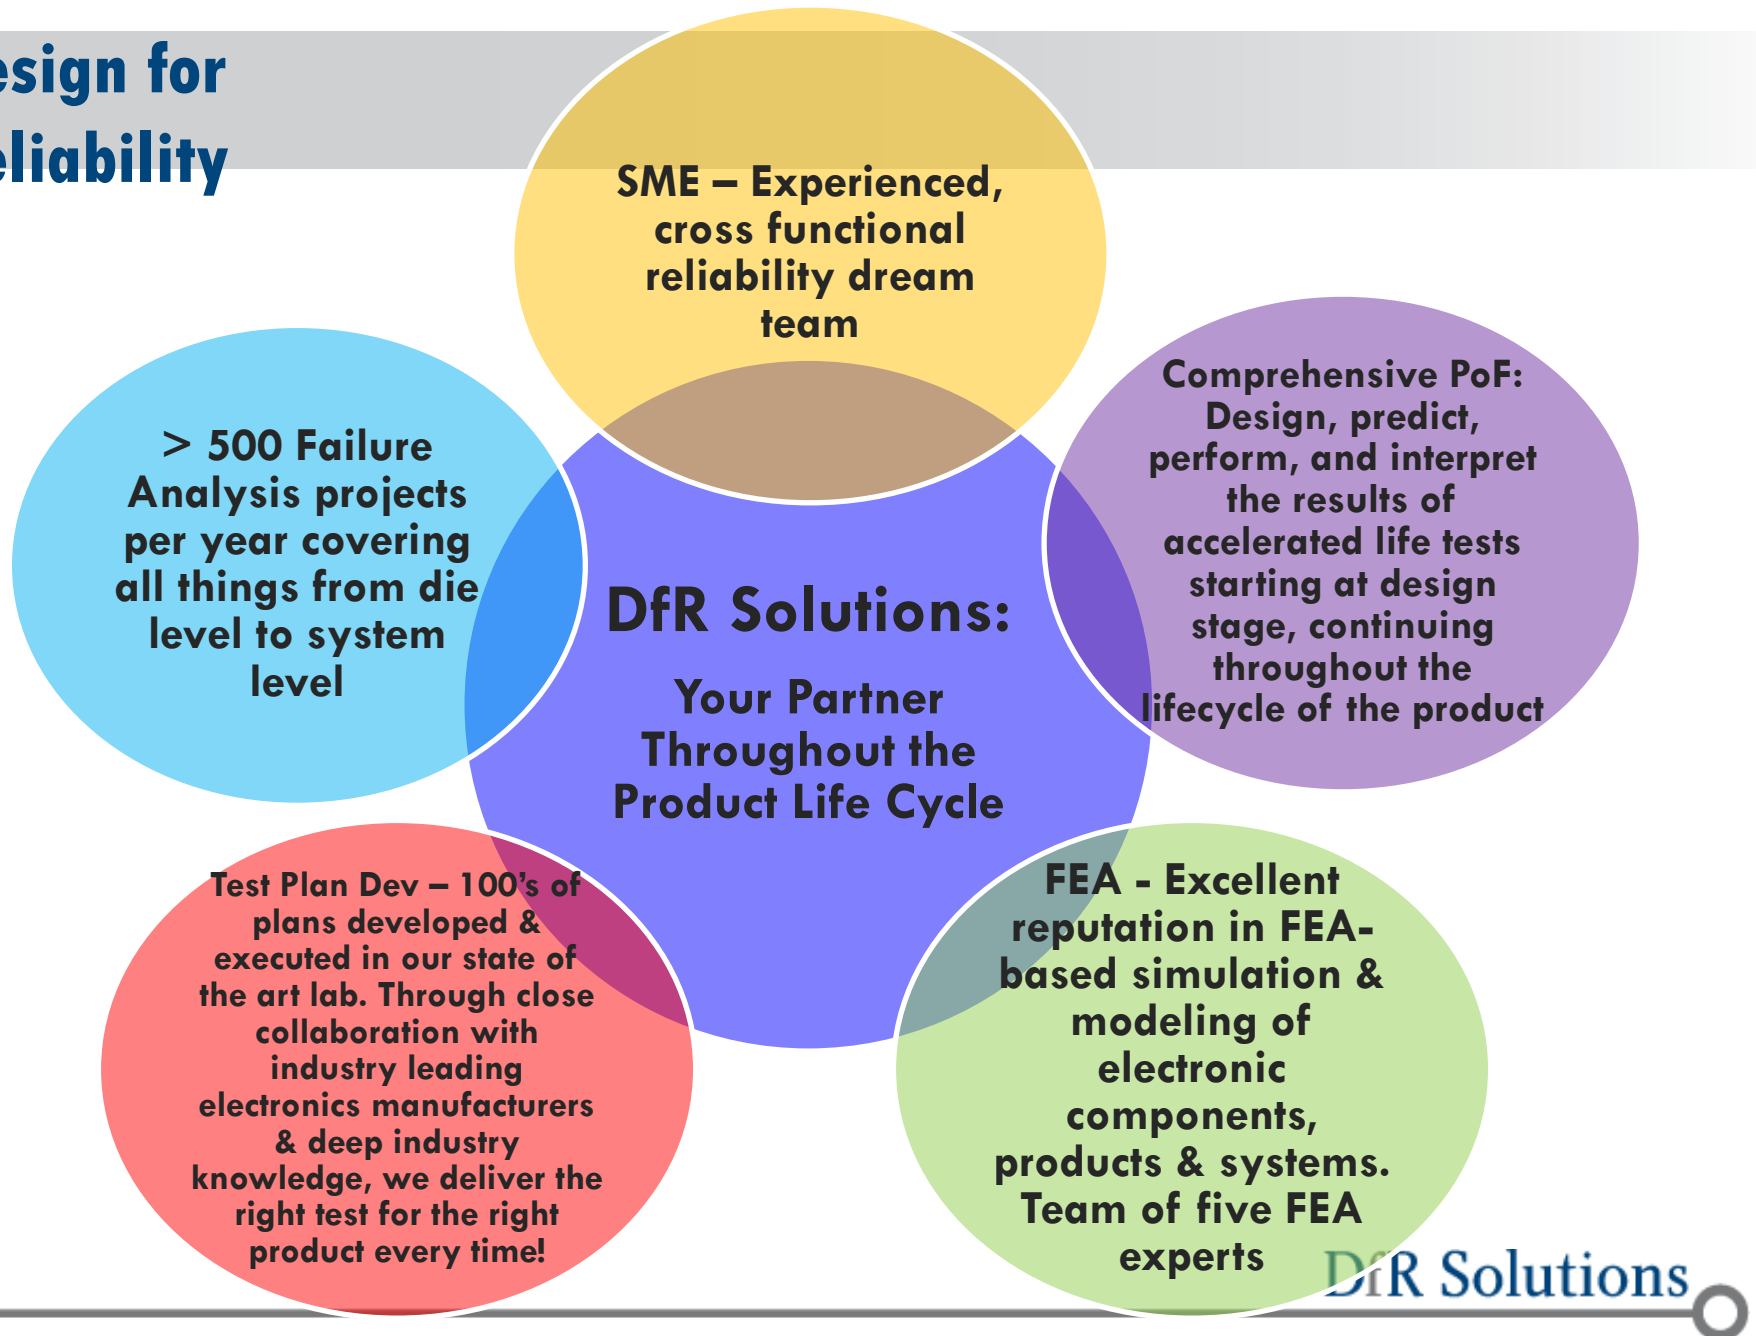 esign for
eliability
SME – Experienced,
cross functional
reliability dream
team
> 500 Failure
Analysis projects
per year covering
all things from die
level to system
level
Comprehensive PoF:
Design, predict,
perform, and interpret
the results of
accelerated life tests
starting at design
stage, continuing
throughout the
lifecycle of the product
DfR Solutions:
Your Partner
Throughout the
Product Life Cycle
Test Plan Dev – 100’s of
plans developed &
executed in our state of
the art lab. Through close
collaboration with
industry leading
electronics manufacturers
& deep industry
knowledge, we deliver the
right test for the right
product every time!
FEA - Excellent
reputation in FEA-
based simulation &
modeling of
electronic
components,
products & systems.
Team of five FEA
experts
DfR Solutions